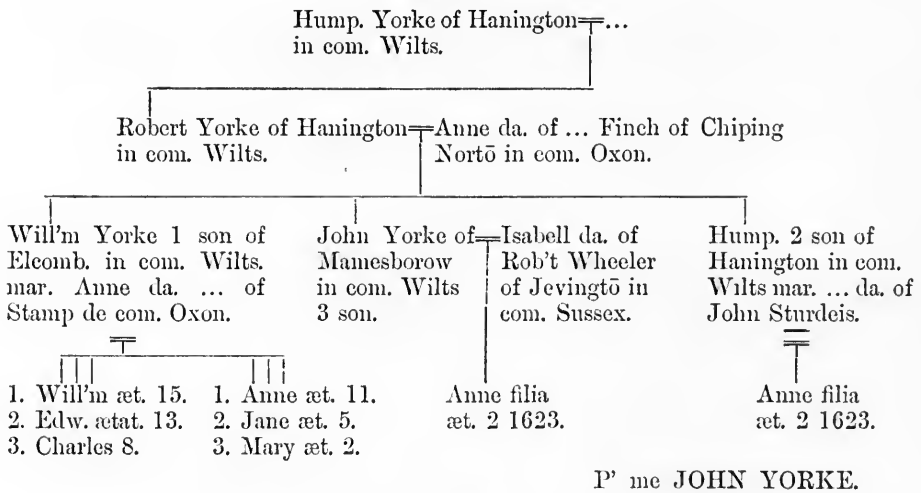 Hump. Yorke of Hanington=...
in com. Wilts.
Robert Yorke of Hanington=Anne da. of ... Finch of Chiping
in com. Wilts. Nortō in com. Oxon.
Will'm Yorke 1 son of
Elcomb. in com. Wilts.
mar. Anne da. ... of
Stamp de com. Oxon.
John Yorke of=Isabell da. of
Mamesborow Rob't Wheeler
in com. Wilts of Jevingtō in
3 son. com. Sussex.
Hump. 2 son of
Hanington in com.
Wilts mar. ... da. of
John Sturdeis.
1. Will'm æt. 15.
2. Edw. ætat. 13.
3. Charles 8.
1. Anne æt. 11.
2. Jane æt. 5.
3. Mary æt. 2.
Anne filia
æt. 2 1623.
Anne filia
æt. 2 1623.
P' me JOHN YORKE.